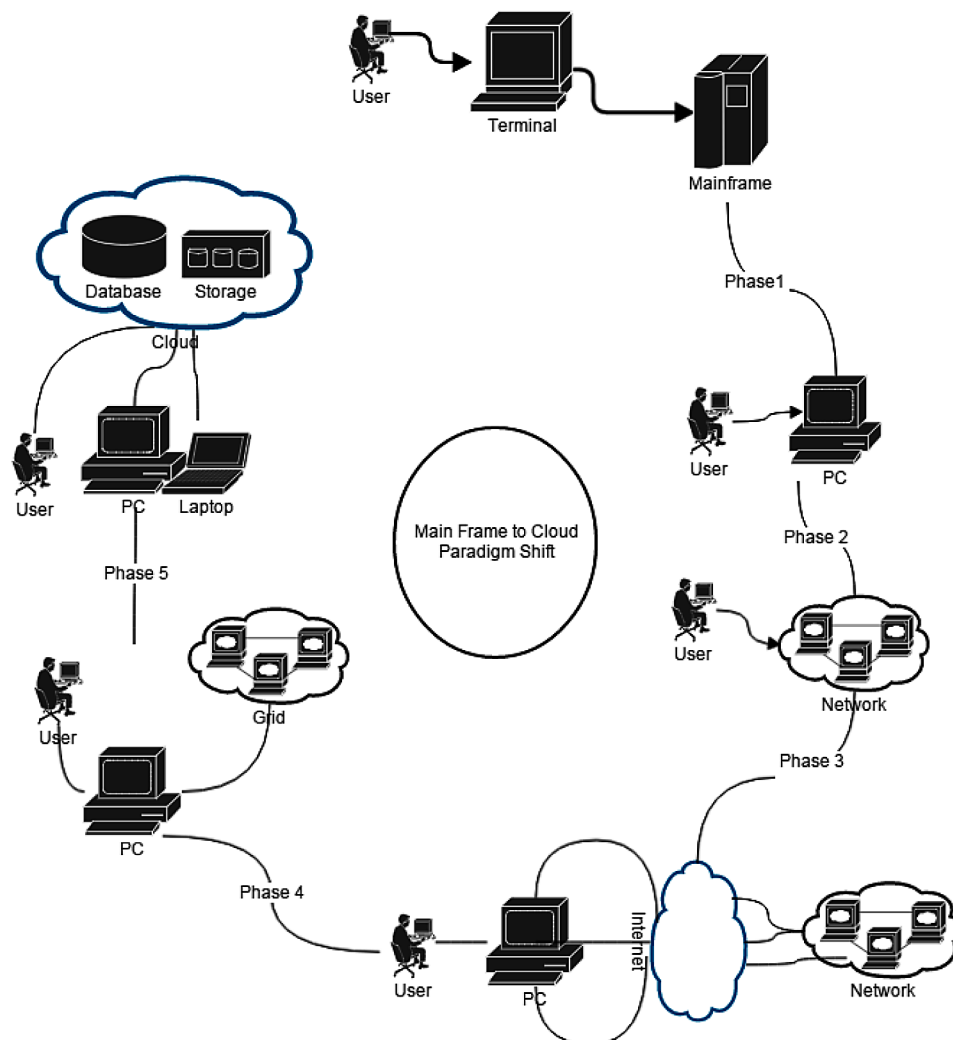 User
Terminal
Mainframe
Phase1
Database
Storage
Cloud
User
PC
User
PC
Laptop
Main Frame to Cloud
Paradigm Shift
Phase 2
Phase 5
User
Network
Grid
User
Phase 3
PC
Phase 4
Internet
User
PC
Network